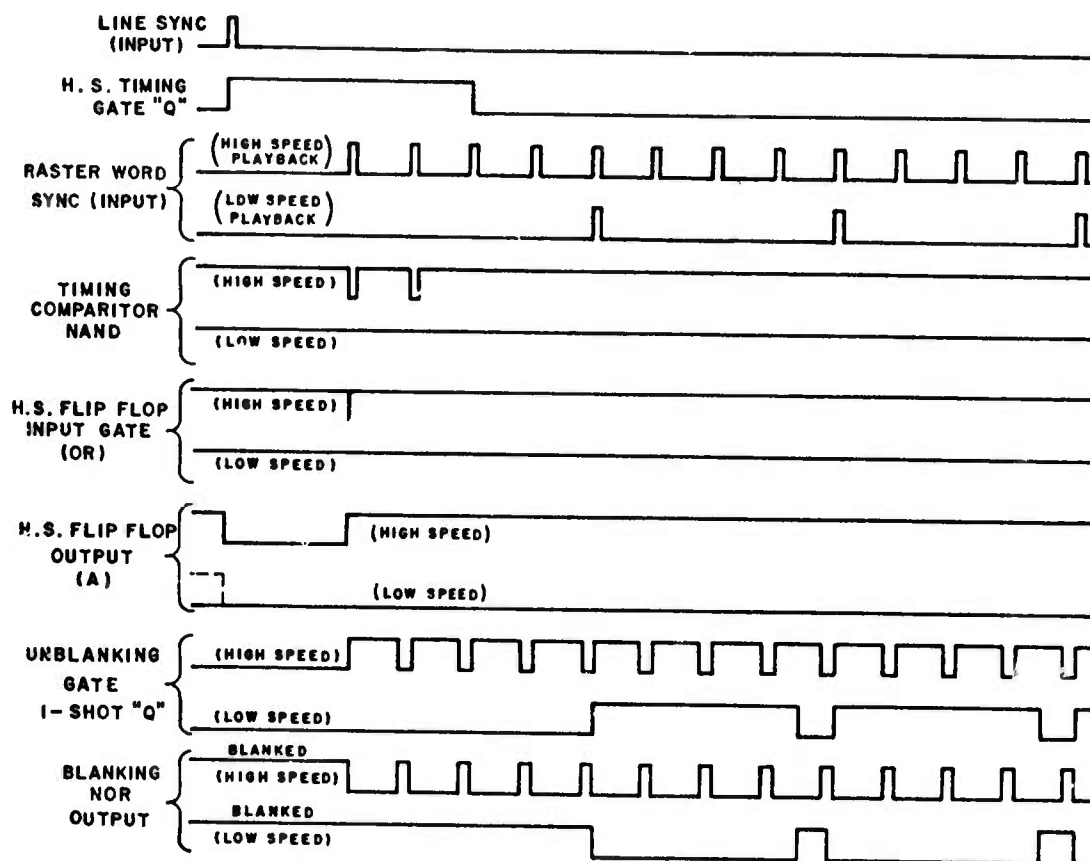 LINE SYNC
(INPUT)
H. S. TIMING
GATE "Q"
RASTER WORD
SYNC (INPUT)
(HIGH SPEED
PLAYBACK)
(LOW SPEED
PLAYBACK)
TIMING
COMPARITOR
NAND
(HIGH SPEED)
(LOW SPEED)
H.S. FLIP FLOP
INPUT GATE
(OR)
(HIGH SPEED)
(LOW SPEED)
H.S. FLIP FLOP
OUTPUT
(A)
(HIGH SPEED)
(LOW SPEED)
UNBLANKING
GATE
1-SHOT "Q"
(HIGH SPEED)
(LOW SPEED)
BLANKING
NOR
OUTPUT
BLANKED
(HIGH SPEED)
BLANKED
(LOW SPEED)